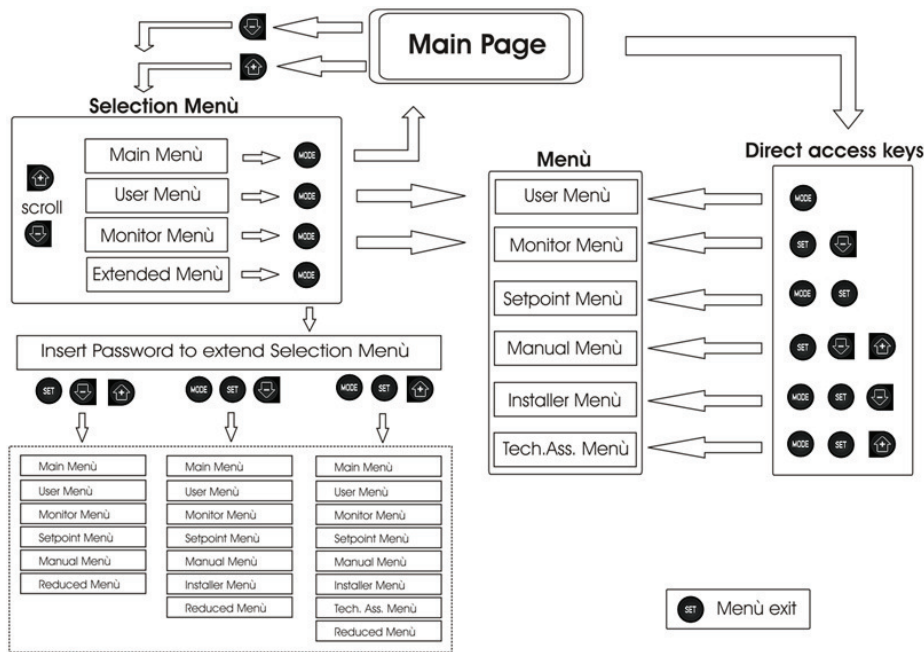 Main Page
Selection Menù
scroll
Main Menù
MODE
User Menù
MODE
Monitor Menù
MODE
Extended Menù
MODE
Insert Password to extend Selection Menù
SET
MODE SET
MODE SET
Main Menù
User Menù
Monitor Menù
Setpoint Menù
Manual Menù
Reduced Menù
Main Menù
User Menù
Monitor Menù
Setpoint Menù
Manual Menù
Installer Menù
Reduced Menù
Main Menù
User Menù
Monitor Menù
Setpoint Menù
Manual Menù
Installer Menù
Tech. Ass. Menù
Reduced Menù
Menù
User Menù
Monitor Menù
Setpoint Menù
Manual Menù
Installer Menù
Tech.Ass. Menù
Direct access keys
MODE
SET
MODE SET
SET
MODE SET
MODE SET
SET Menù exit